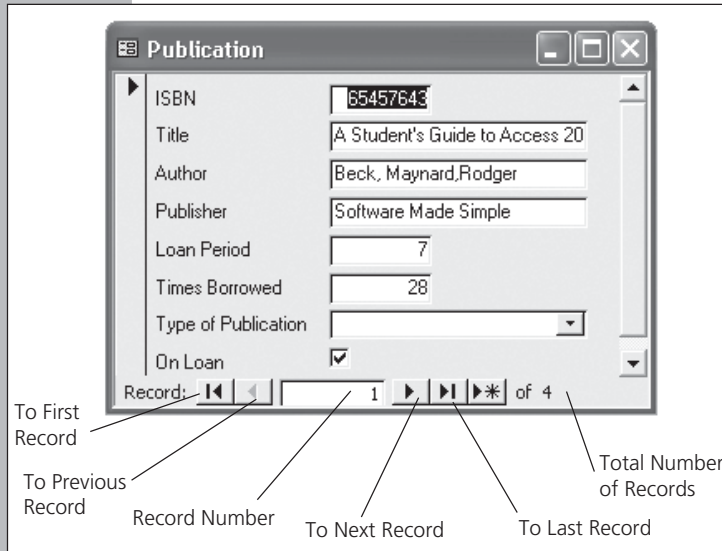 Publication
ISBN 65457643
Title A Student's Guide to Access 20
Author Beck, Maynard,Rodger
Publisher Software Made Simple
Loan Period 7
Times Borrowed 28
Type of Publication
On Loan
Record: 1 of 4
To First
Record
To Previous
Record
Record Number
To Next Record
To Last Record
Total Number
of Records